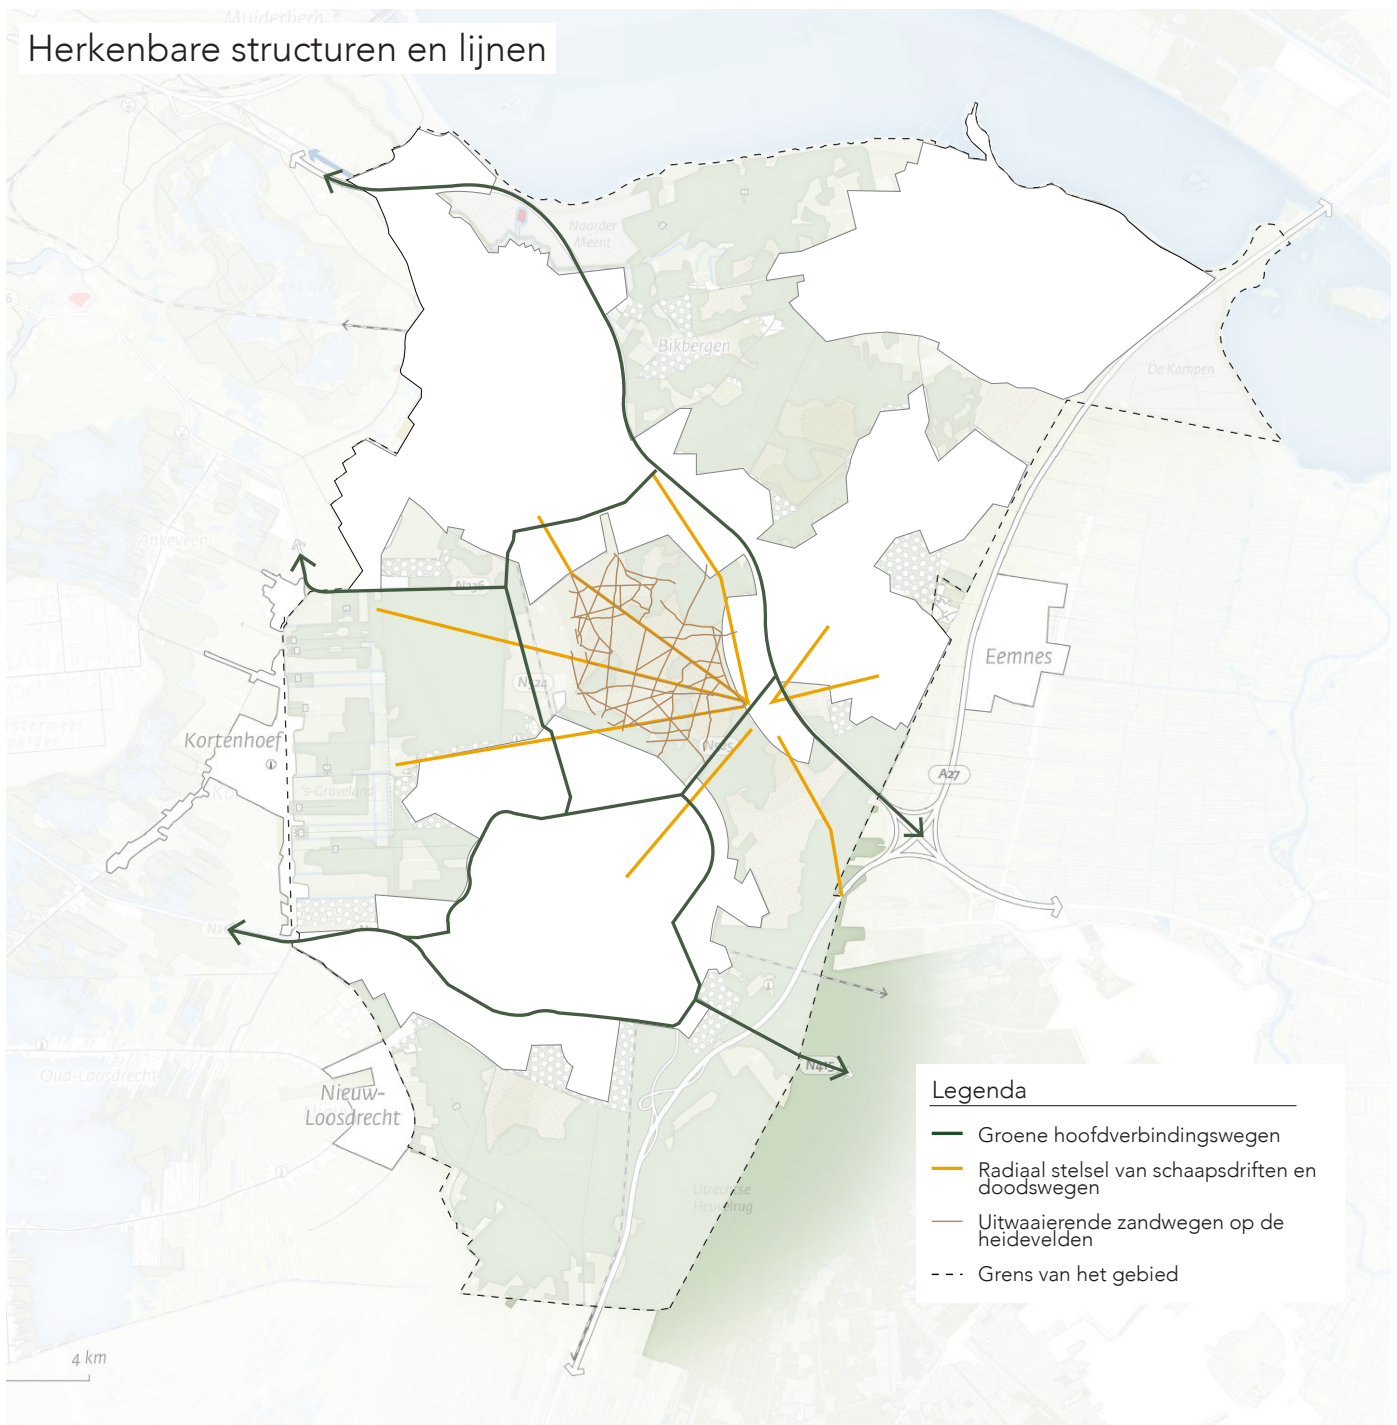 Muiderberg
Herkenbare structuren en lijnen
Naarder
Meent
Naardermeer
Bikbergen
De Kampen
Ankeveen
N236
Eemnes
N524
Kortenhoef
N525
A27
's-Graveland
Oud-Loosdrecht
Nieuw-
Loosdrecht
N415
Utrechtse
Heuvelrug
Legenda
Groene hoofdverbindingswegen
Radiaal stelsel van schaapsdriften en
doodswegen
Uitwaaierende zandwegen op de
heidevelden
Grens van het gebied
4 km